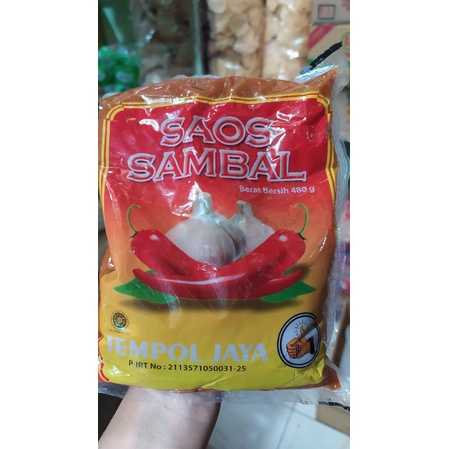 SAOS
SAMBAL
Berat Bersih 480 g
JEMPOL JAYA
P-IRT No : 2113571050031-25